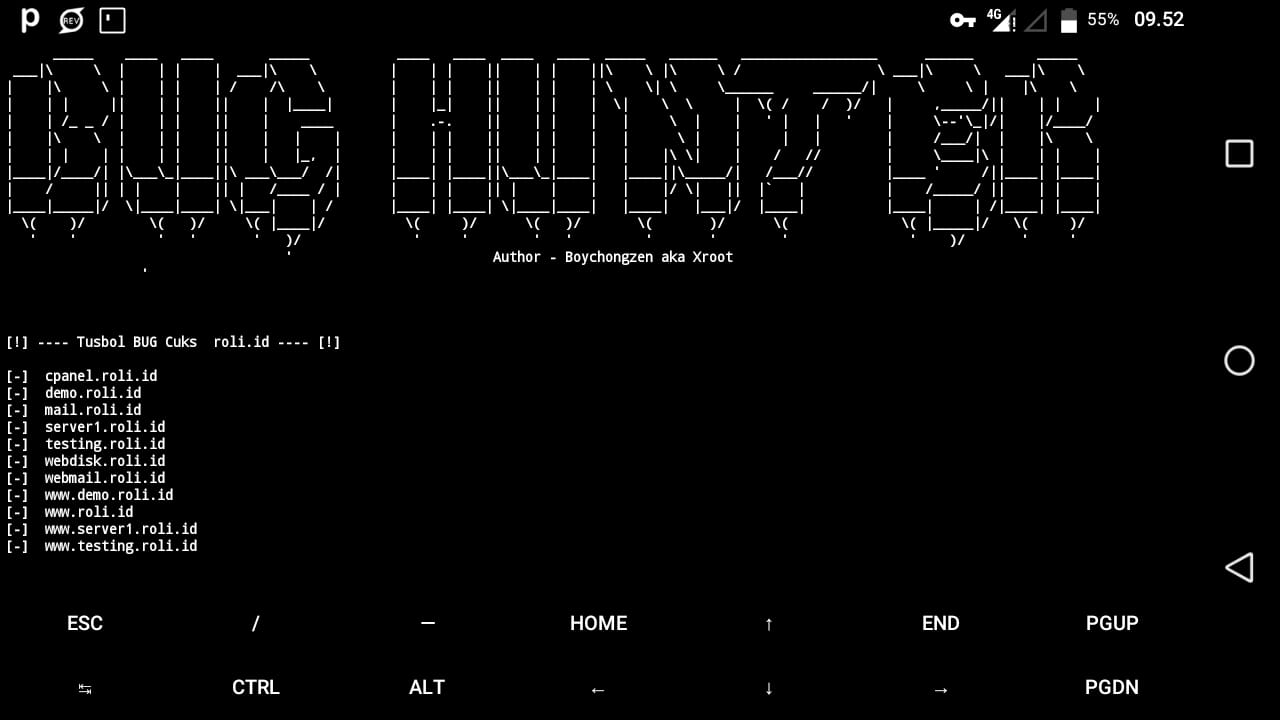 4G 55% 09.52
BUG HUNTER
Author - Boychongzen aka Xroot
[!] ---- Tusbol BUG Cuks roli.id ---- [!]
[-] cpanel.roli.id
[-] demo.roli.id
[-] mail.roli.id
[-] server1.roli.id
[-] testing.roli.id
[-] webdisk.roli.id
[-] webmail.roli.id
[-] www.demo.roli.id
[-] www.roli.id
[-] www.server1.roli.id
[-] www.testing.roli.id
ESC / — HOME ↑ END PGUP
↹ CTRL ALT ← ↓ → PGDN